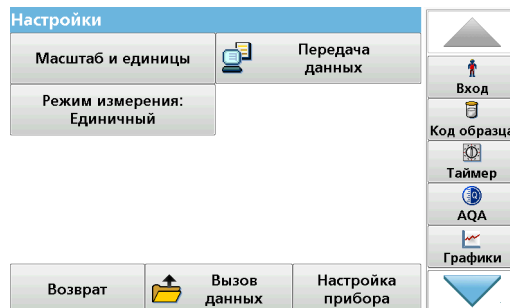 Настройки
Масштаб и единицы
Передача
данных
Режим измерения:
Единичный
Вход
Код образца
Таймер
AQA
Графики
Возврат
Вызов
данных
Настройка
прибора